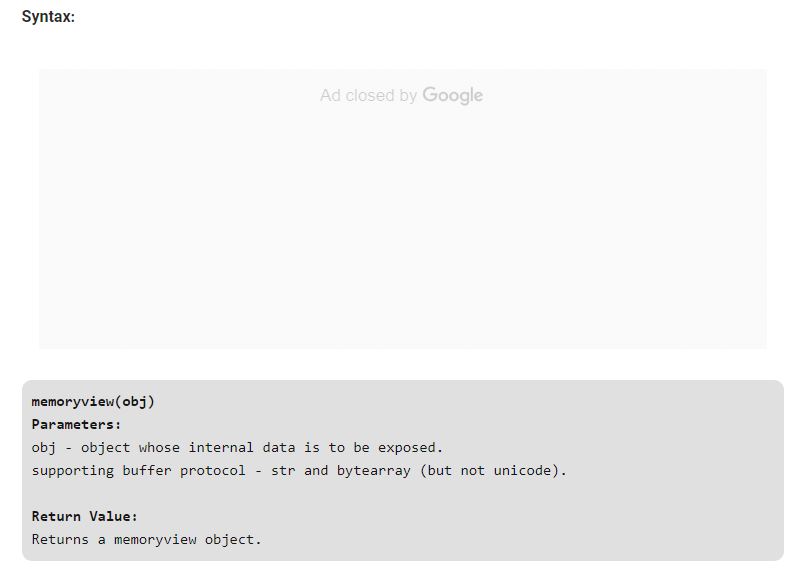 Syntax:
Ad closed by Google
memoryview(obj)
Parameters:
obj - object whose internal data is to be exposed.
supporting buffer protocol - str and bytearray (but not unicode).
Return Value:
Returns a memoryview object.